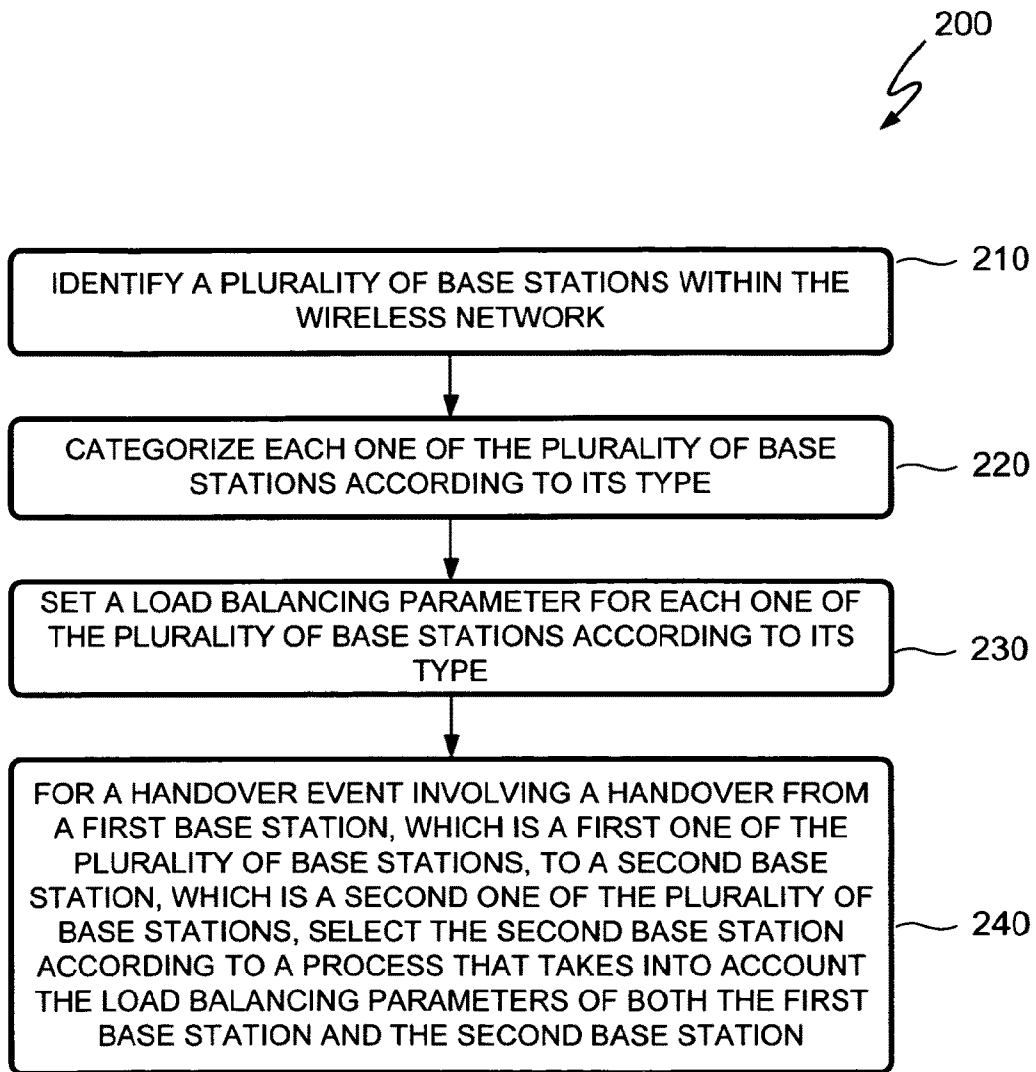 200
IDENTIFY A PLURALITY OF BASE STATIONS WITHIN THE
WIRELESS NETWORK
210
CATEGORIZE EACH ONE OF THE PLURALITY OF BASE
STATIONS ACCORDING TO ITS TYPE
220
SET A LOAD BALANCING PARAMETER FOR EACH ONE OF
THE PLURALITY OF BASE STATIONS ACCORDING TO ITS
TYPE
230
FOR A HANDOVER EVENT INVOLVING A HANDOVER FROM
A FIRST BASE STATION, WHICH IS A FIRST ONE OF THE
PLURALITY OF BASE STATIONS, TO A SECOND BASE
STATION, WHICH IS A SECOND ONE OF THE PLURALITY OF
BASE STATIONS, SELECT THE SECOND BASE STATION
ACCORDING TO A PROCESS THAT TAKES INTO ACCOUNT
THE LOAD BALANCING PARAMETERS OF BOTH THE FIRST
BASE STATION AND THE SECOND BASE STATION
240